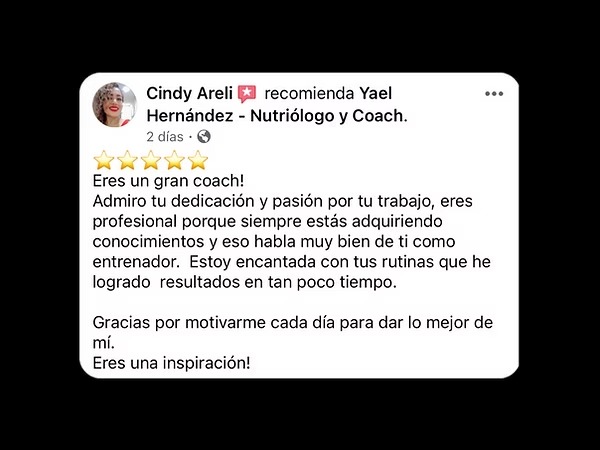 Cindy Areli recomienda Yael
Hernández - Nutriólogo y Coach.
2 días ·
Eres un gran coach!
Admiro tu dedicación y pasión por tu trabajo, eres
profesional porque siempre estás adquiriendo
conocimientos y eso habla muy bien de ti como
entrenador.  Estoy encantada con tus rutinas que he
logrado  resultados en tan poco tiempo.
Gracias por motivarme cada día para dar lo mejor de
mí.
Eres una inspiración!